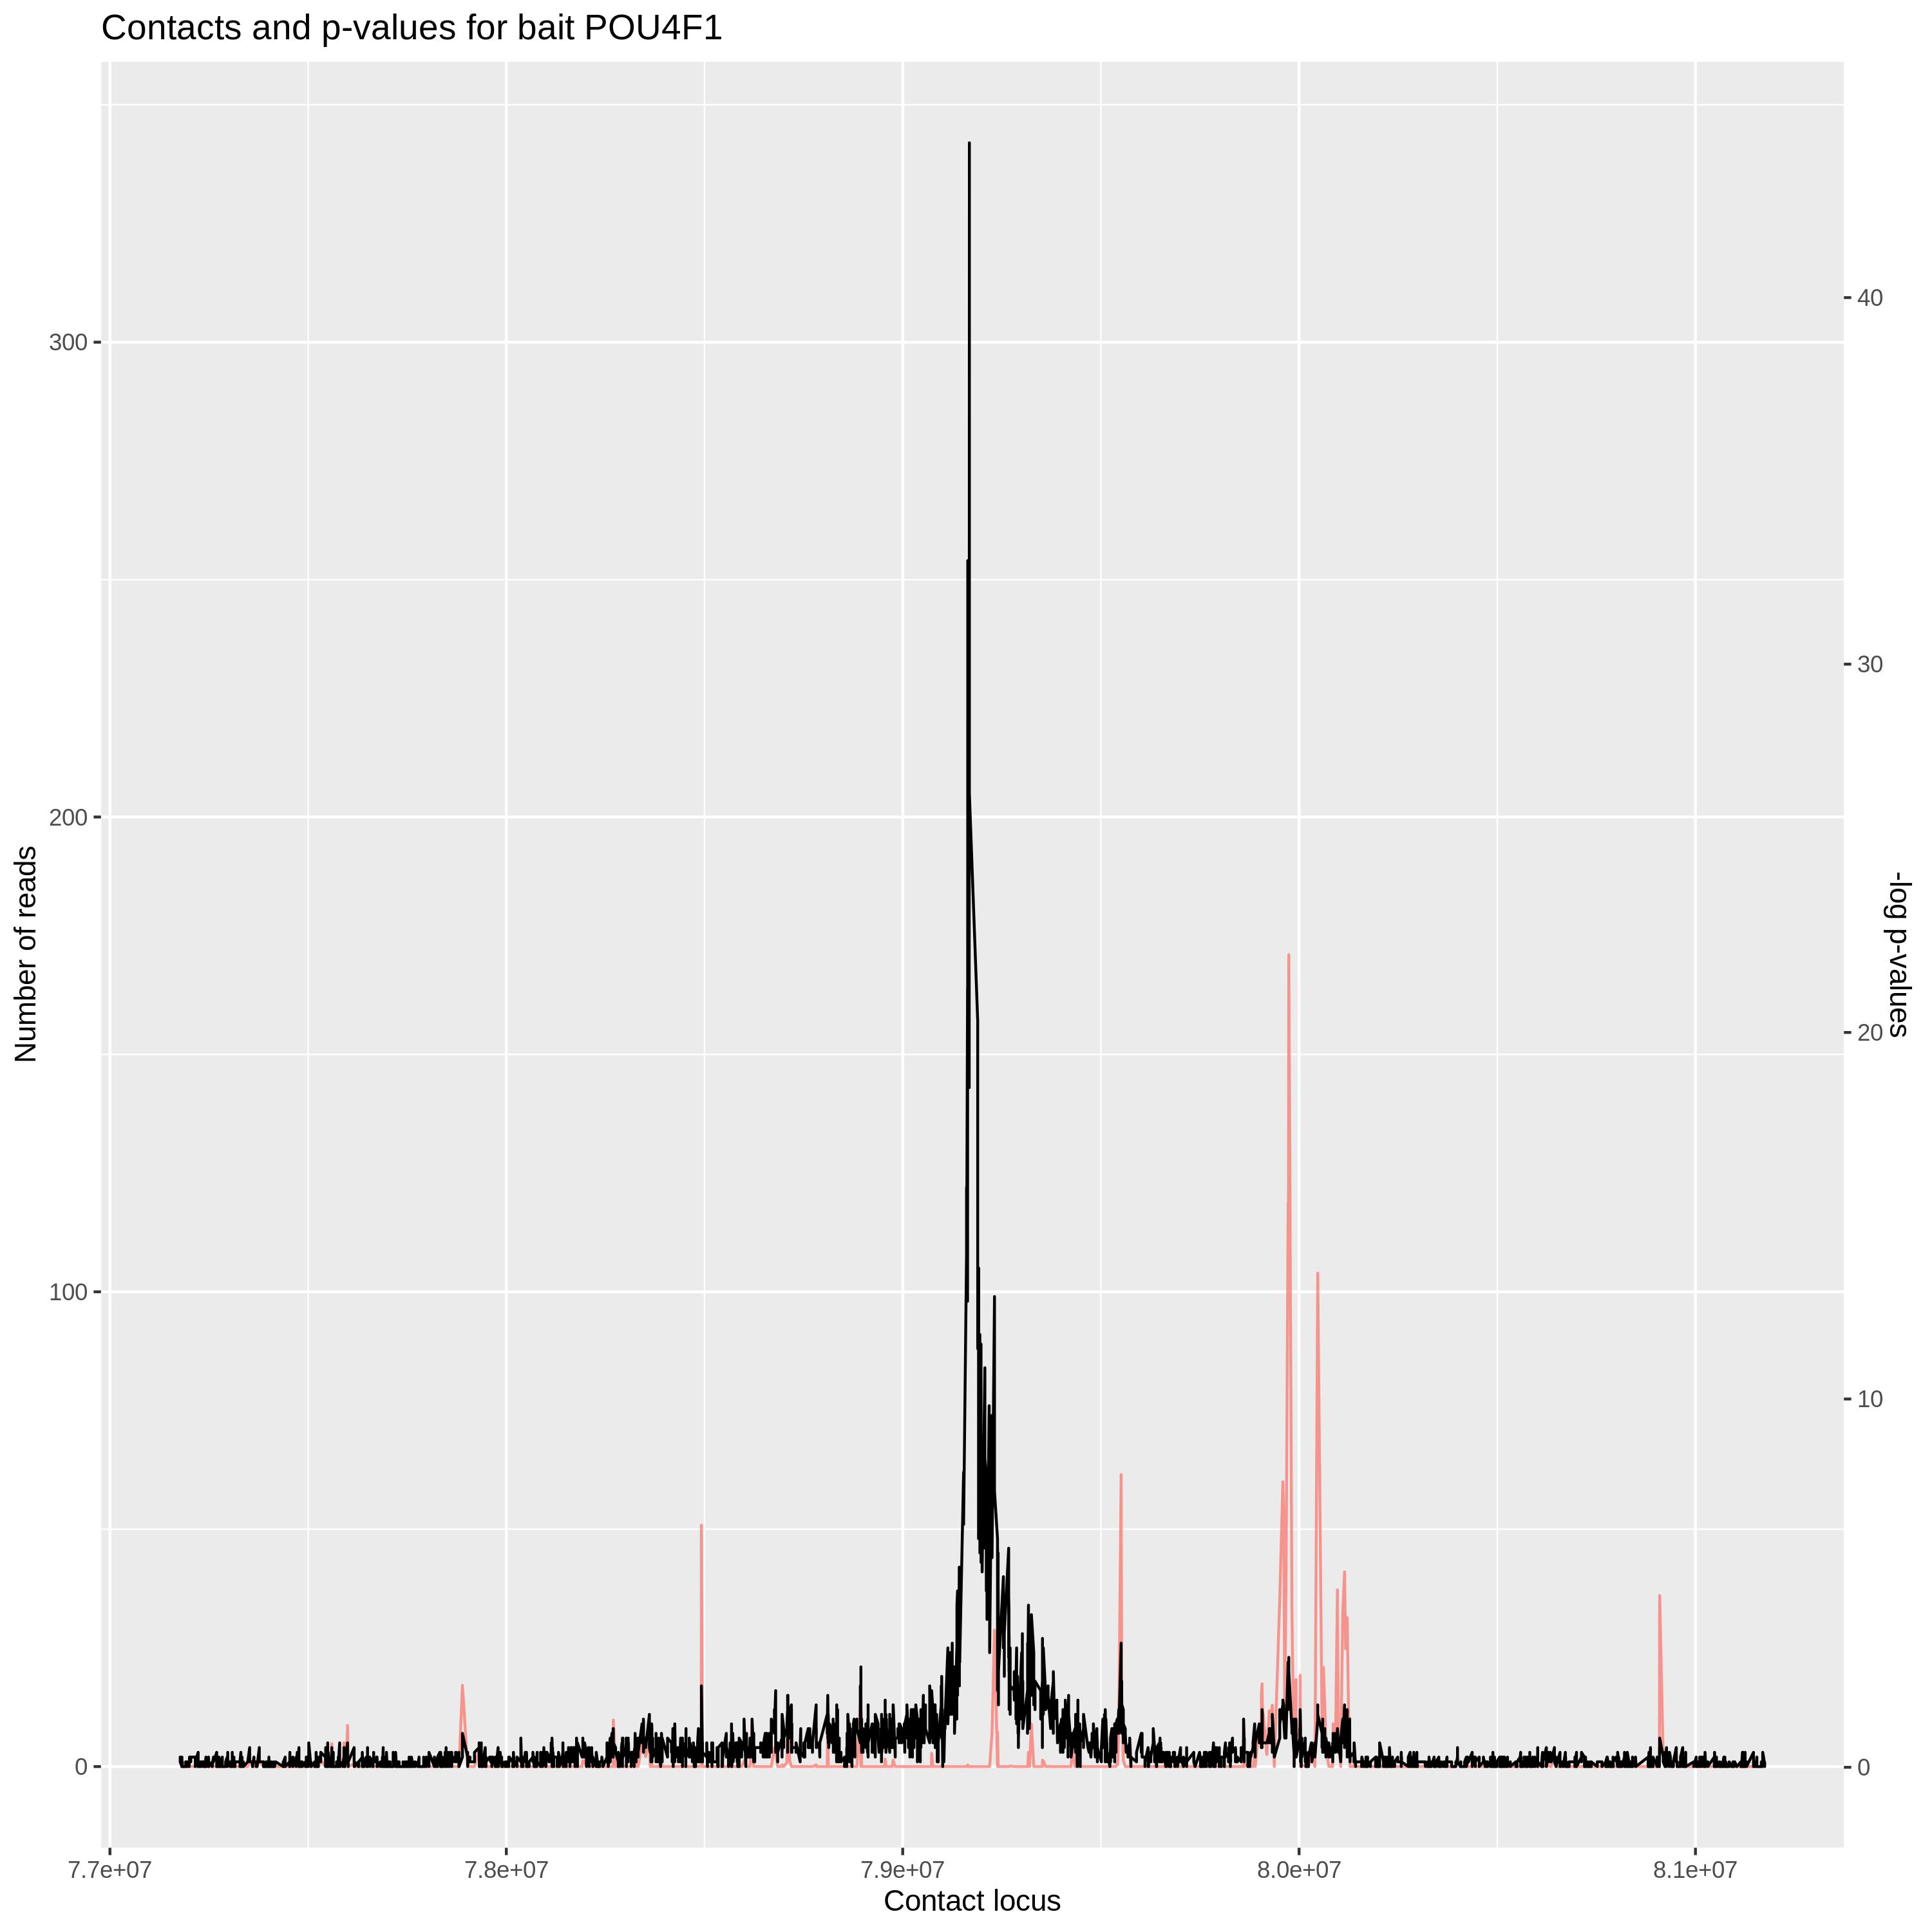 Contacts and p-values for bait POU4F1
Number of reads
300
200
100
0
40
30
20
10
0
-log p-values
7.7e+07
7.8e+07
7.9e+07
8.0e+07
8.1e+07
Contact locus